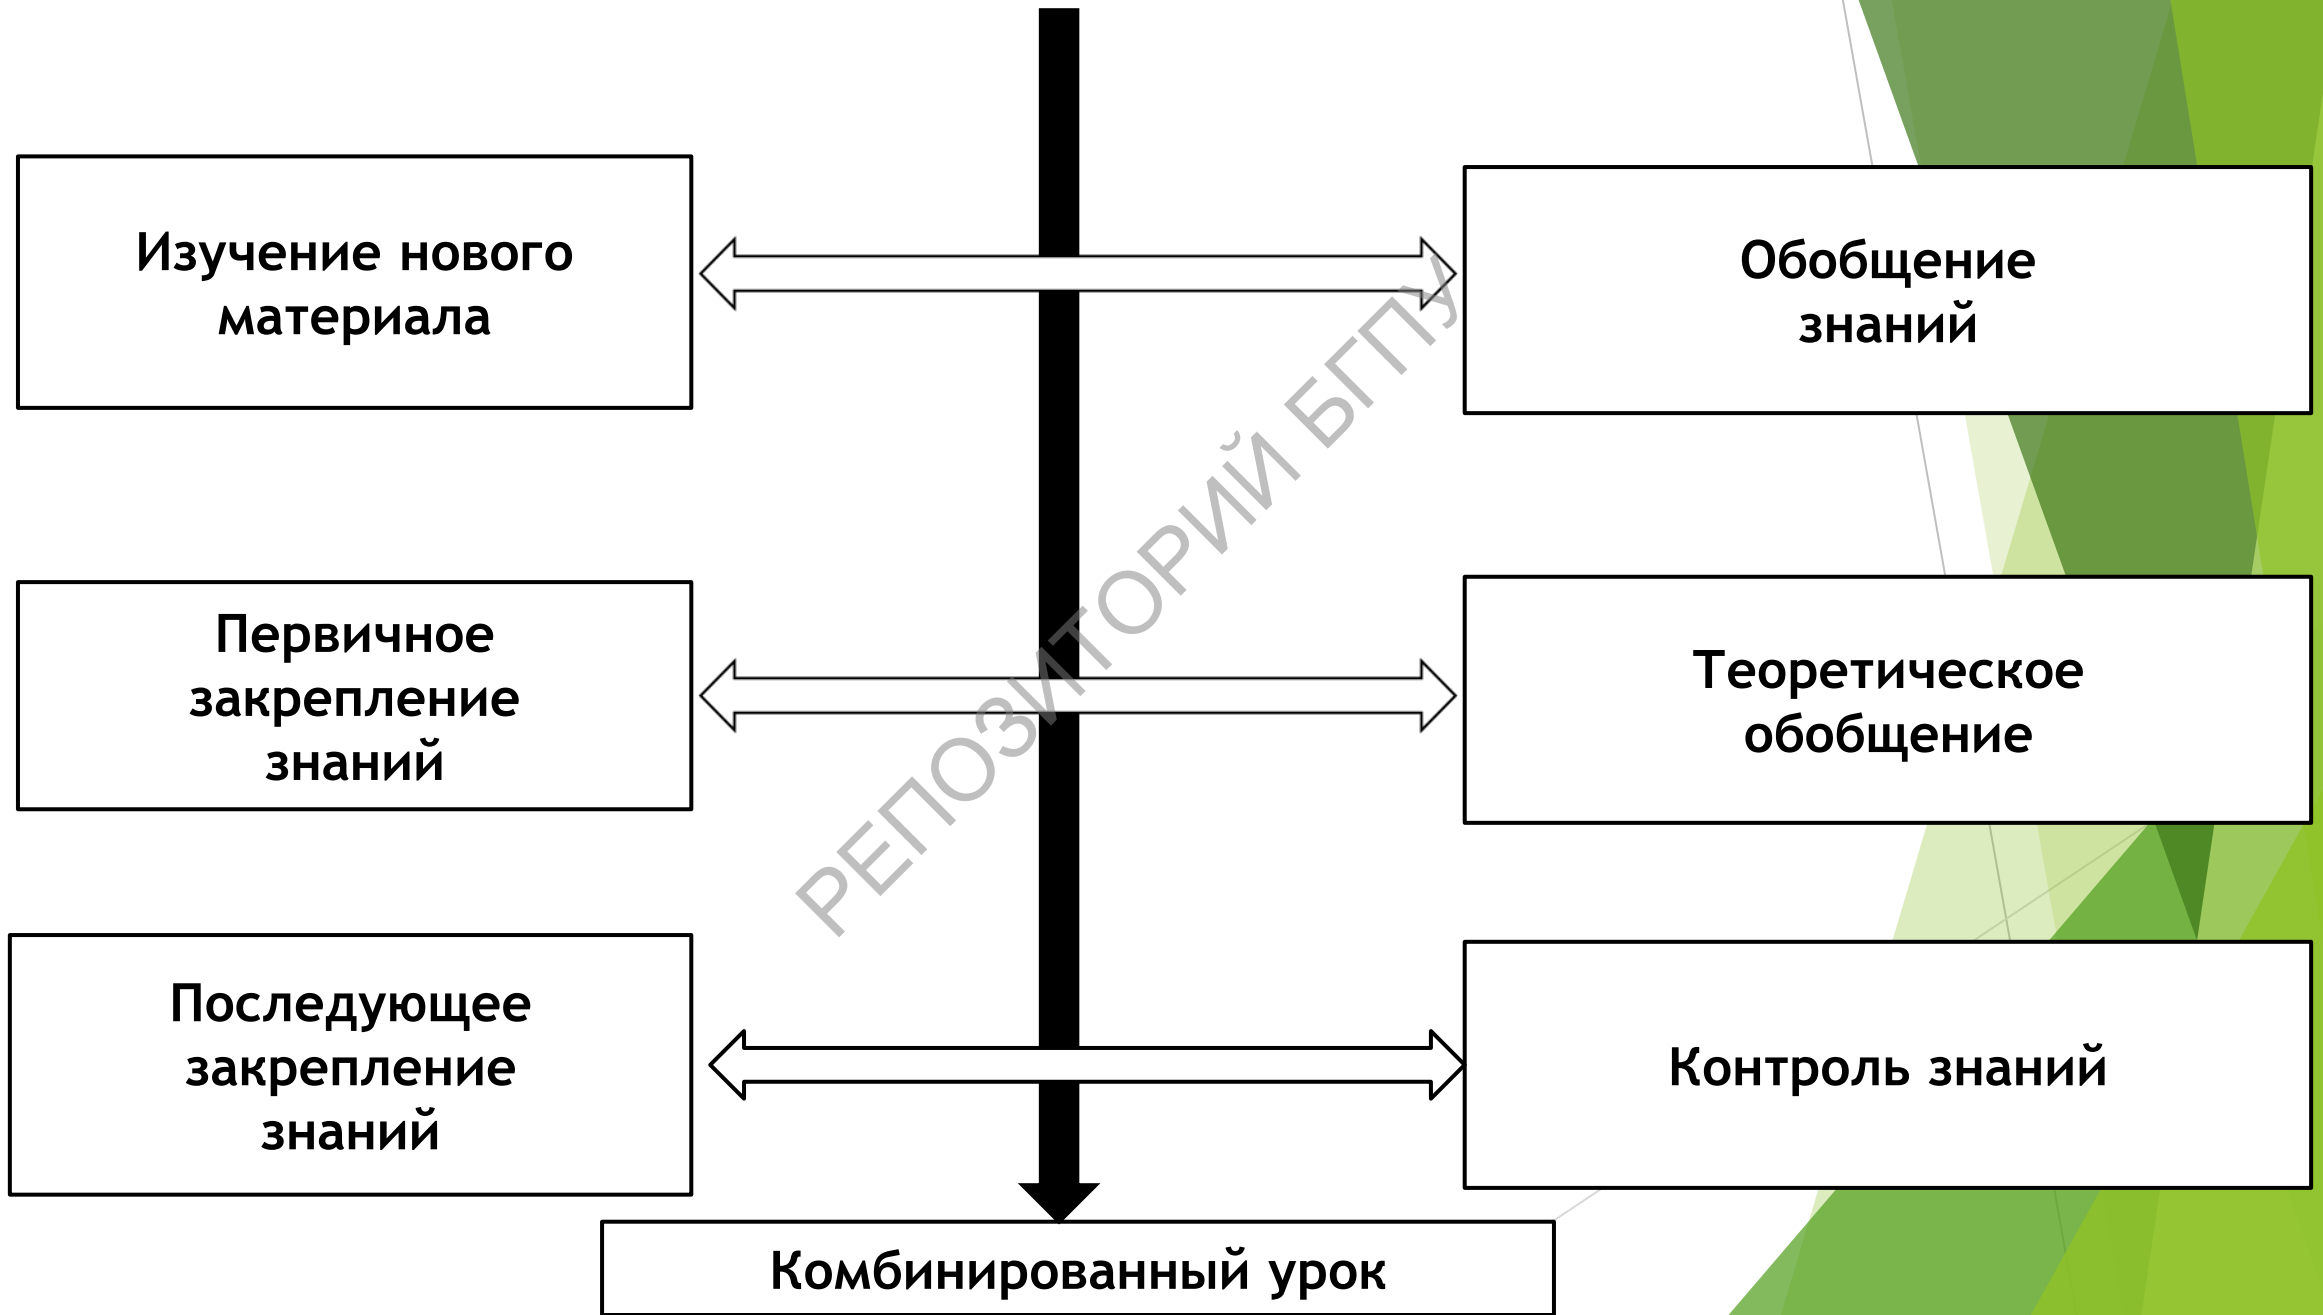 Изучение нового
материала
Обобщение
знаний
Первичное
закрепление
знаний
Теоретическое
обобщение
Последующее
закрепление
знаний
Контроль знаний
Комбинированный урок
РЕПОЗИТОРИЙ БГПУ